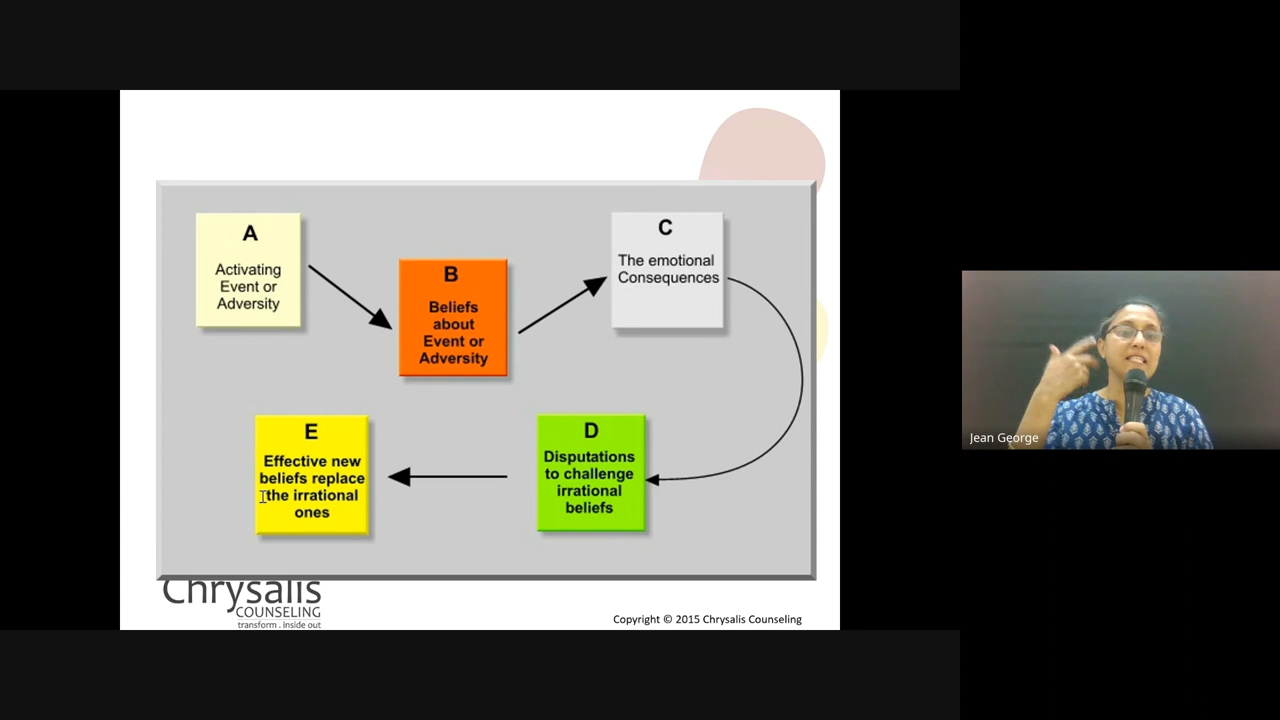 A
Activating
Event or
Adversity
B
Beliefs
about
Event or
Adversity
C
The emotional
Consequences
D
Disputations
to challenge
irrational
beliefs
E
Effective new
beliefs replace
the irrational
ones
Chrysalis
COUNSELING
transform . inside out
Copyright © 2015 Chrysalis Counseling
Jean George